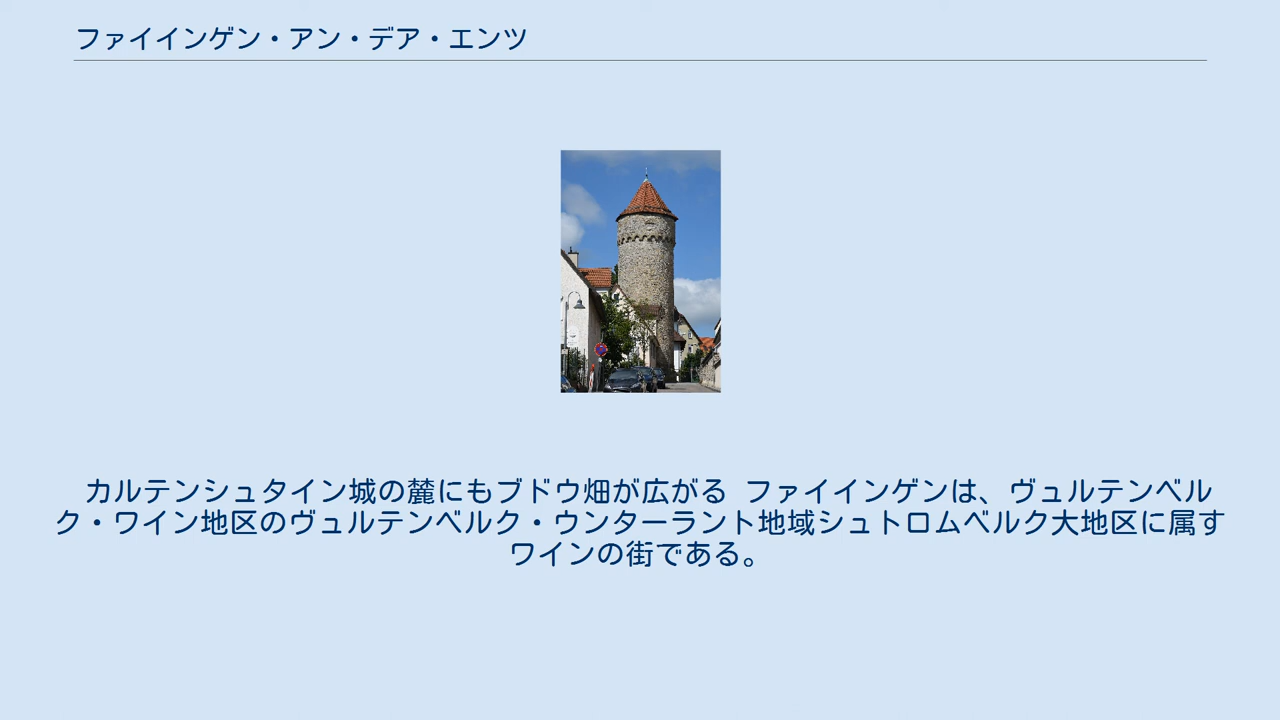 ファイインゲン・アン・デア・エンツ
カルテンシュタイン城の麓にもブドウ畑が広がる ファイインゲンは、ヴュルテンベル
ク・ワイン地区のヴュルテンベルク・ウンターラント地域シュトロムベルク大地区に属す
ワインの街である。